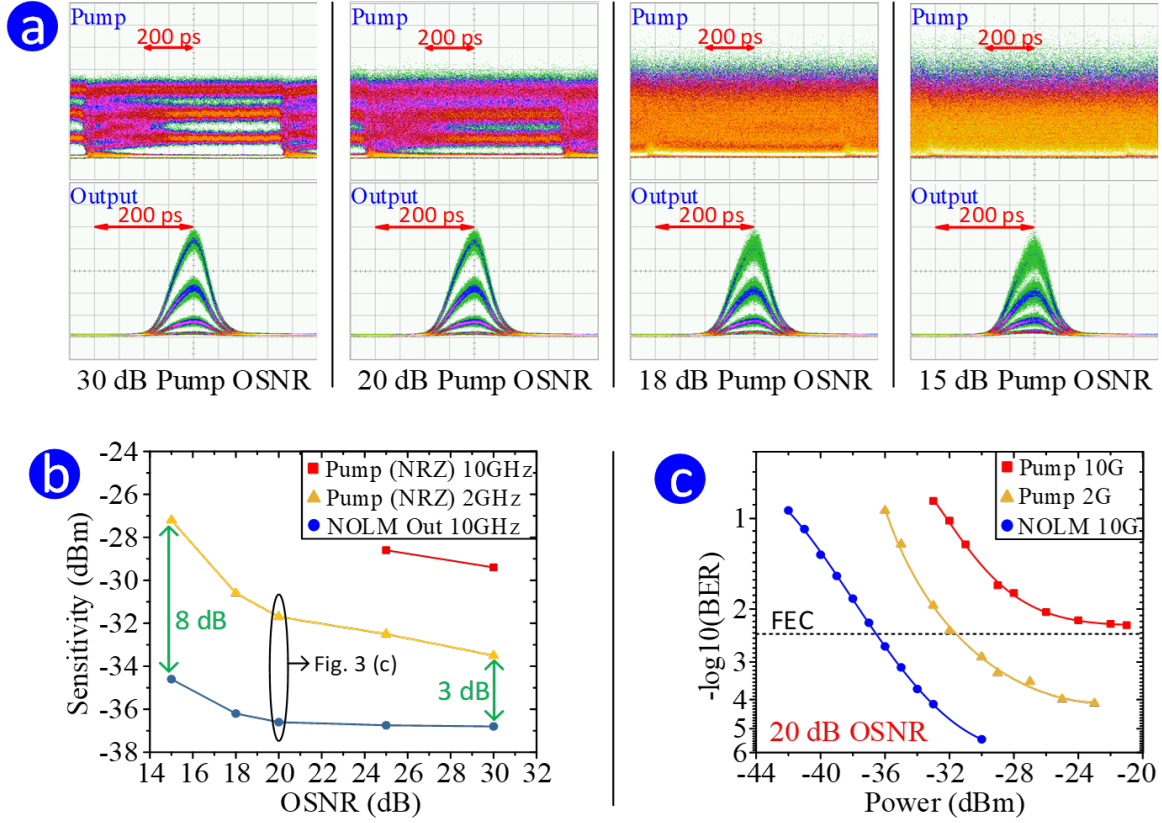 a
Pump
200 ps
Pump
200 ps
Pump
200 ps
Pump
200 ps
Output
200 ps
Output
200 ps
Output
200 ps
Output
200 ps
30 dB Pump OSNR
20 dB Pump OSNR
18 dB Pump OSNR
15 dB Pump OSNR
b
Sensitivity (dBm)
-24
-26
-28
-30
-32
-34
-36
-38
Pump (NRZ) 10GHz
Pump (NRZ) 2GHz
NOLM Out 10GHz
8 dB
Fig. 3 (c)
3 dB
14 16 18 20 22 24 26 28 30 32
OSNR (dB)
c
-log10(BER)
1
2
3
4
5
6
Pump 10G
Pump 2G
NOLM 10G
FEC
20 dB OSNR
-44 -40 -36 -32 -28 -24 -20
Power (dBm)